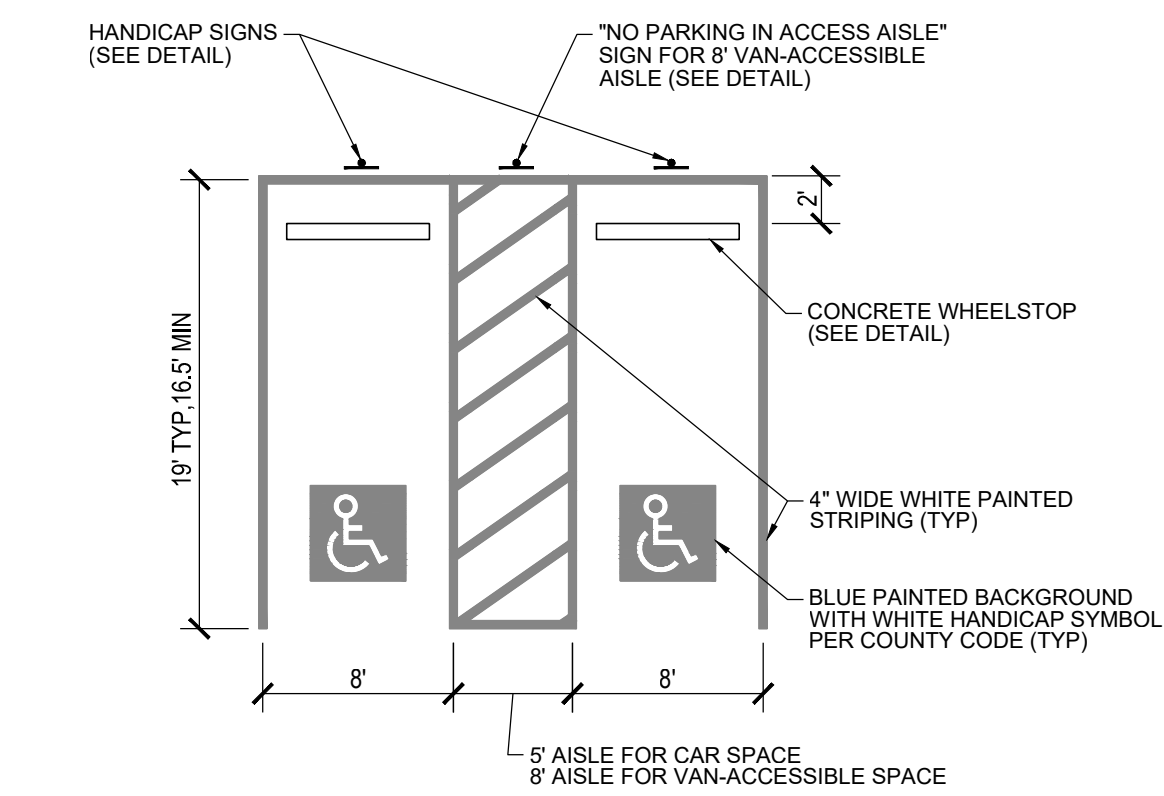 HANDICAP SIGNS
(SEE DETAIL)
"NO PARKING IN ACCESS AISLE"
SIGN FOR 8' VAN-ACCESSIBLE
AISLE (SEE DETAIL)
2'
19' TYP,16.5' MIN
CONCRETE WHEELSTOP
(SEE DETAIL)
4" WIDE WHITE PAINTED
STRIPING (TYP)
BLUE PAINTED BACKGROUND
WITH WHITE HANDICAP SYMBOL
PER COUNTY CODE (TYP)
8'
8'
5' AISLE FOR CAR SPACE
8' AISLE FOR VAN-ACCESSIBLE SPACE